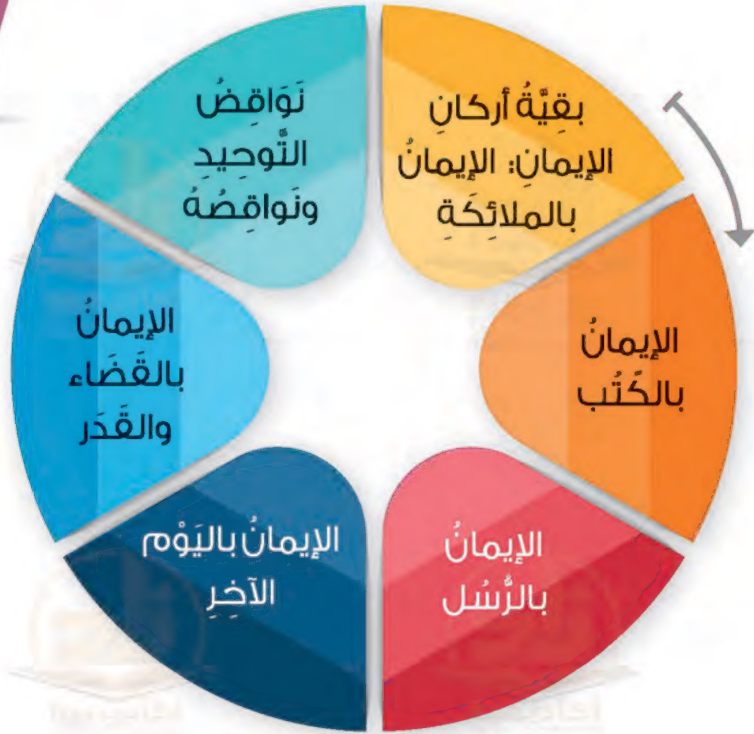 بقِيَّةُ أركانِ
الإيمانِ: الإيمانُ
بالملائِكَةِ
الإيمانُ
بالكُتُب
الإيمانُ
بالرُّسُل
الإيمانُ باليَوْم
الآخِرِ
الإيمانُ
بالقَضَاء
والقَدَر
نَوَاقِضُ
التَّوحِيدِ
ونَواقِصُهُ